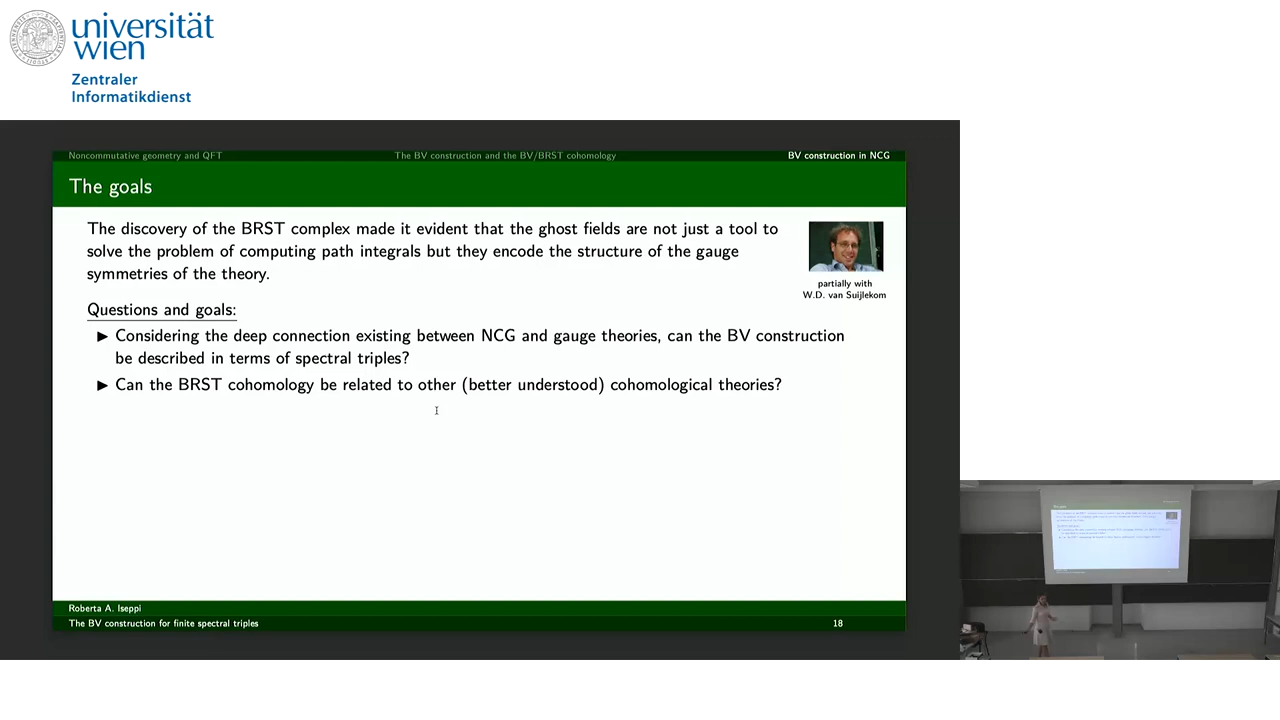 universität
wien
Zentraler
Informatikdienst
Noncommutative geometry and QFT The BV construction and the BV/BRST cohomology BV construction in NCG
The goals
The discovery of the BRST complex made it evident that the ghost fields are not just a tool to
solve the problem of computing path integrals but they encode the structure of the gauge
symmetries of the theory.
partially with
W.D. van Suijlekom
Questions and goals:
▶ Considering the deep connection existing between NCG and gauge theories, can the BV construction
be described in terms of spectral triples?
▶ Can the BRST cohomology be related to other (better understood) cohomological theories?
Roberta A. Iseppi
The BV construction for finite spectral triples 18